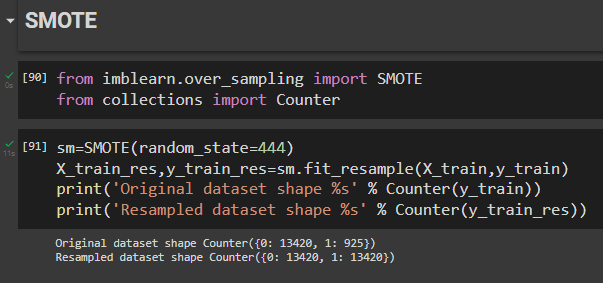 SMOTE
[90] from imblearn.over_sampling import SMOTE
from collections import Counter
0s
[91] sm=SMOTE(random_state=444)
11s
X_train_res,y_train_res=sm.fit_resample(X_train,y_train)
print('Original dataset shape %s' % Counter(y_train))
print('Resampled dataset shape %s' % Counter(y_train_res))
Original dataset shape Counter({0: 13420, 1: 925})
Resampled dataset shape Counter({0: 13420, 1: 13420})